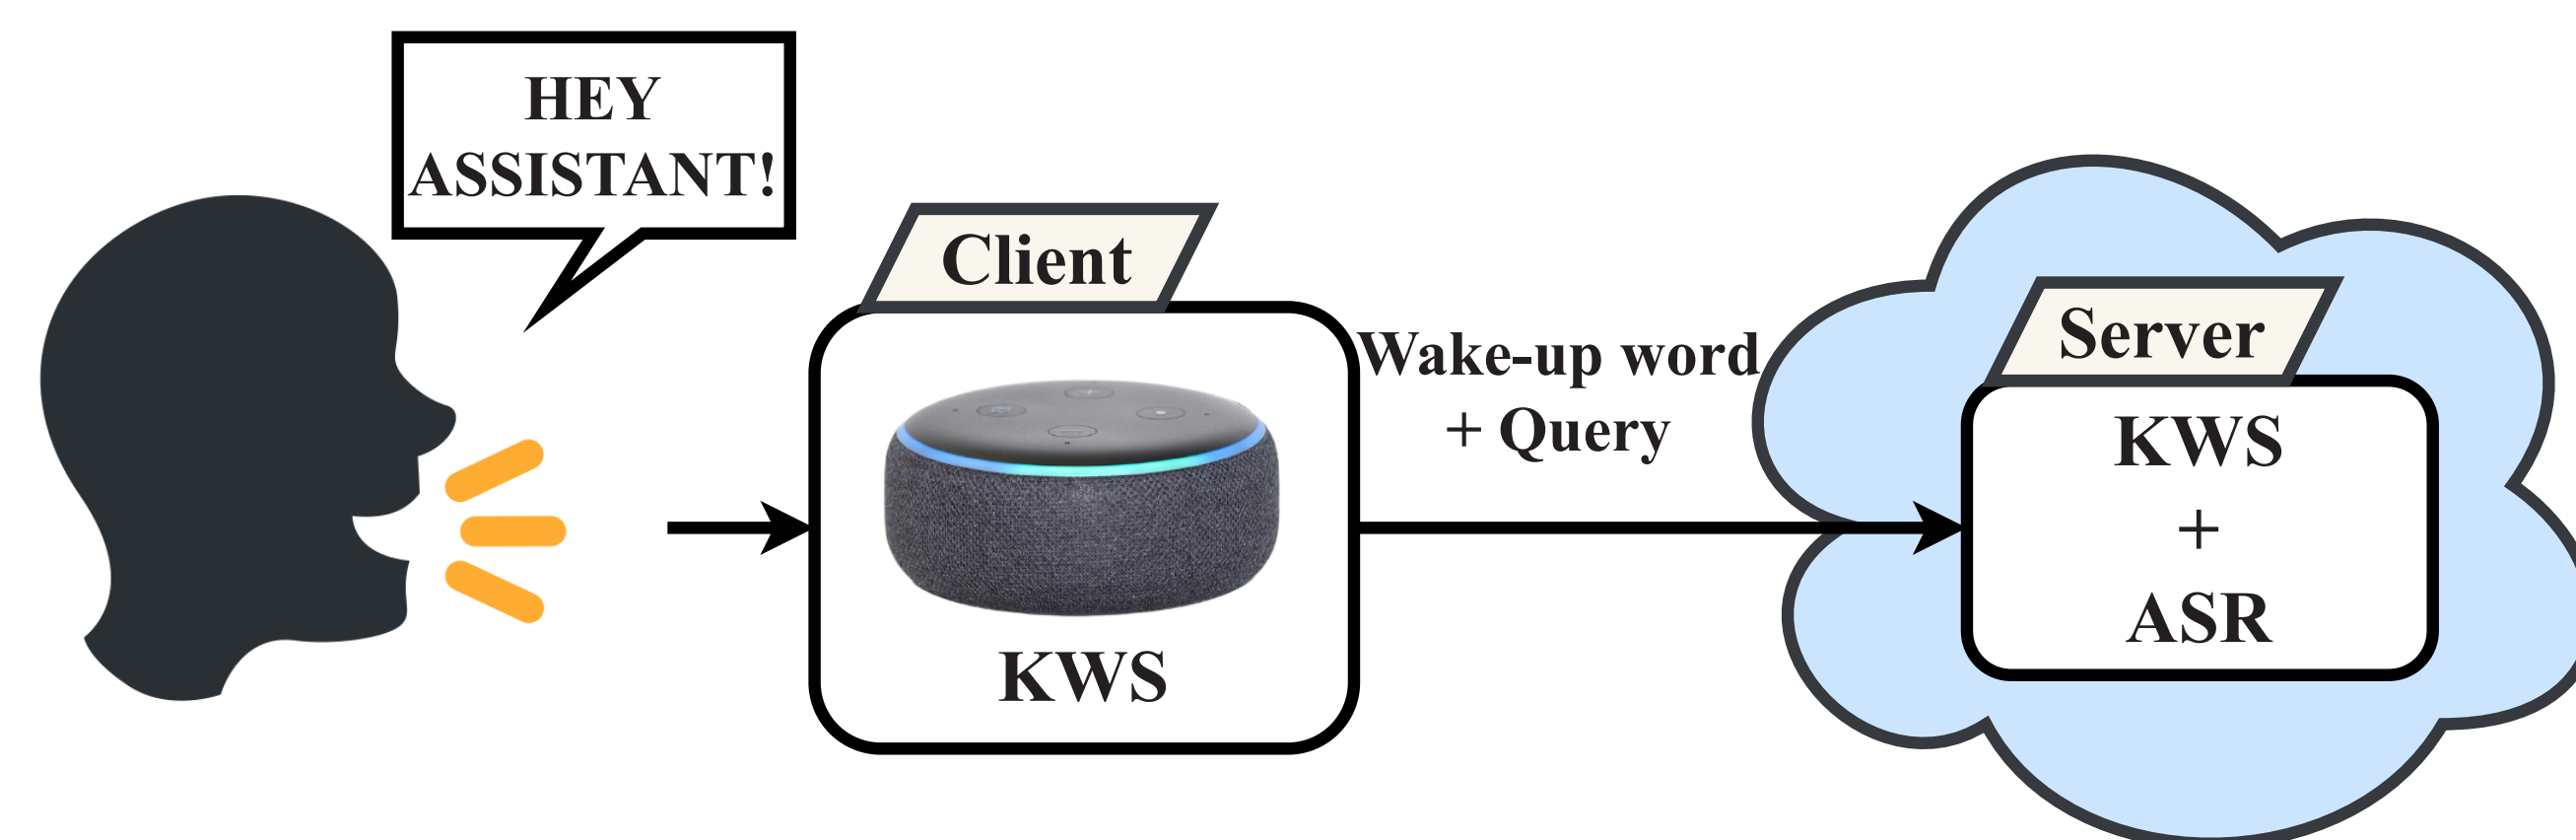 HEY
ASSISTANT!
Client
KWS
Wake-up word
+ Query
Server
KWS
+
ASR